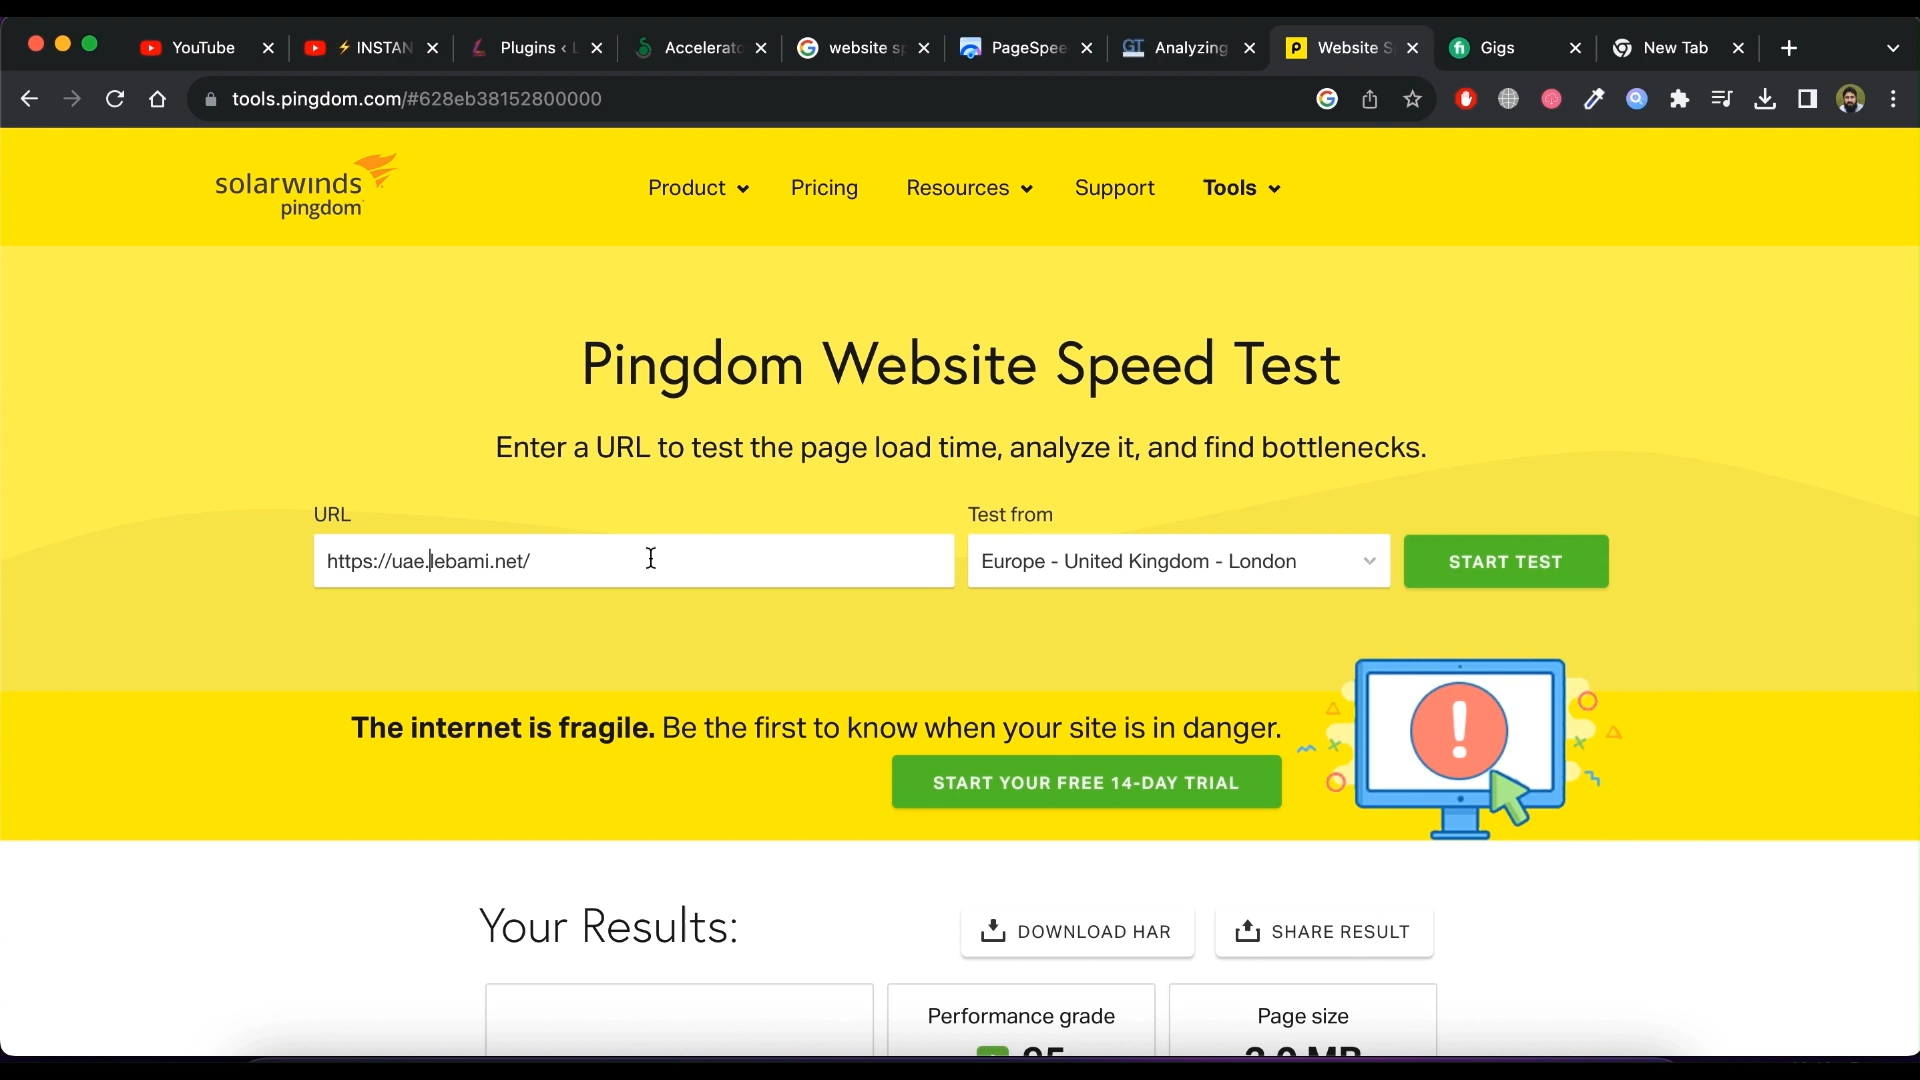 YouTube
⚡ INSTAN
Plugins ‹ L
Accelerato
website sp
PageSpee
GT
Analyzing
Website S
Gigs
New Tab
tools.pingdom.com/#628eb38152800000
solarwinds
pingdom
Product
Pricing
Resources
Support
Tools
Pingdom Website Speed Test
Enter a URL to test the page load time, analyze it, and find bottlenecks.
URL
Test from
https://uae.lebami.net/
Europe - United Kingdom - London
START TEST
The internet is fragile. Be the first to know when your site is in danger.
START YOUR FREE 14-DAY TRIAL
Your Results:
DOWNLOAD HAR
SHARE RESULT
Performance grade
Page size